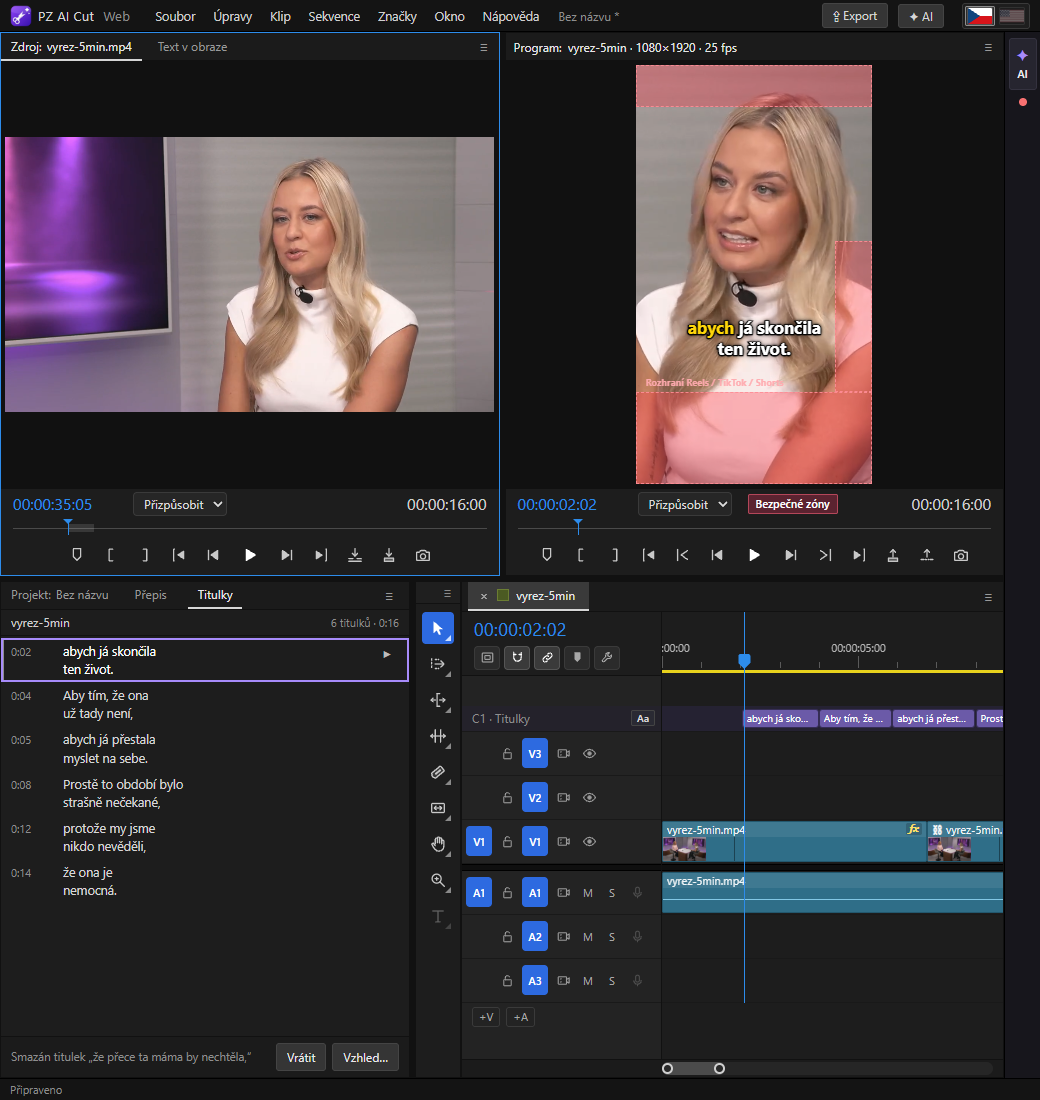 PZ AI Cut Web Soubor Úpravy Klip Sekvence Značky Okno Nápověda Bez názvu * Export AI
Zdroj: vyrez-5min.mp4 Text v obraze
Program: vyrez-5min · 1080×1920 · 25 fps
AI
abych já skončila
ten život.
Rozhraní Reels / TikTok / Shorts
00:00:35:05 Přizpůsobit 00:00:16:00
00:00:02:02 Přizpůsobit Bezpečné zóny 00:00:16:00
Projekt: Bez názvu Přepis Titulky
vyrez-5min 6 titulků · 0:16
0:02 abych já skončila
ten život.
0:04 Aby tím, že ona
už tady není,
0:05 abych já přestala
myslet na sebe.
0:08 Prostě to období bylo
strašně nečekané,
0:12 protože my jsme
nikdo nevěděli,
0:14 že ona je
nemocná.
Smazán titulek „že přece ta máma by nechtěla,“ Vrátit Vzhled...
T
× vyrez-5min
00:00:02:02
:00:00 00:00:05:00
C1 · Titulky Aa abych já sko... Aby tím, že ... abych já přest... Prost
V3
V2
V1 V1 vyrez-5min.mp4 fx vyrez-5min.
A1 A1 M S vyrez-5min.mp4
A2 M S
A3 M S
+V +A
Připraveno